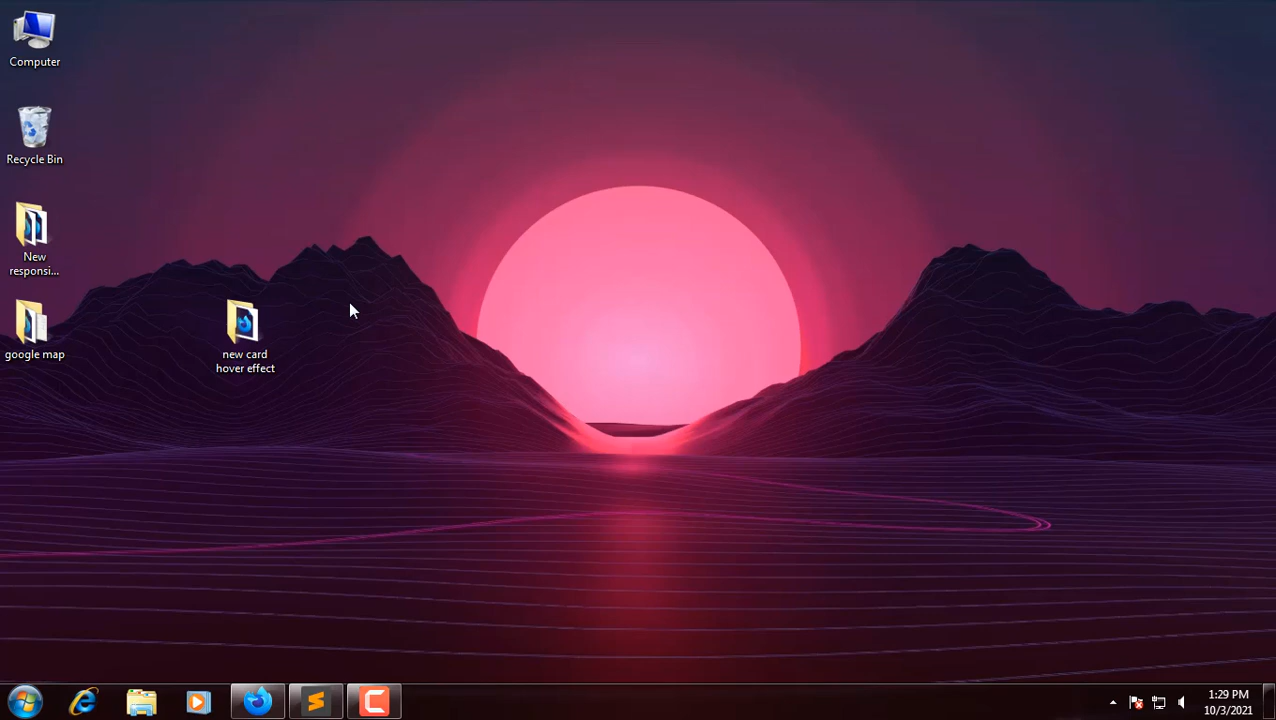 Computer
Recycle Bin
New
responsi...
google map
new card
hover effect
1:29 PM
10/3/2021